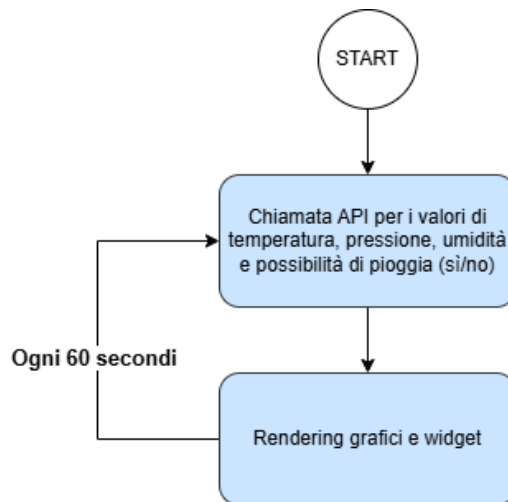 START
Chiamata API per i valori di
temperatura, pressione, umidità
e possibilità di pioggia (sì/no)
Ogni 60 secondi
Rendering grafici e widget